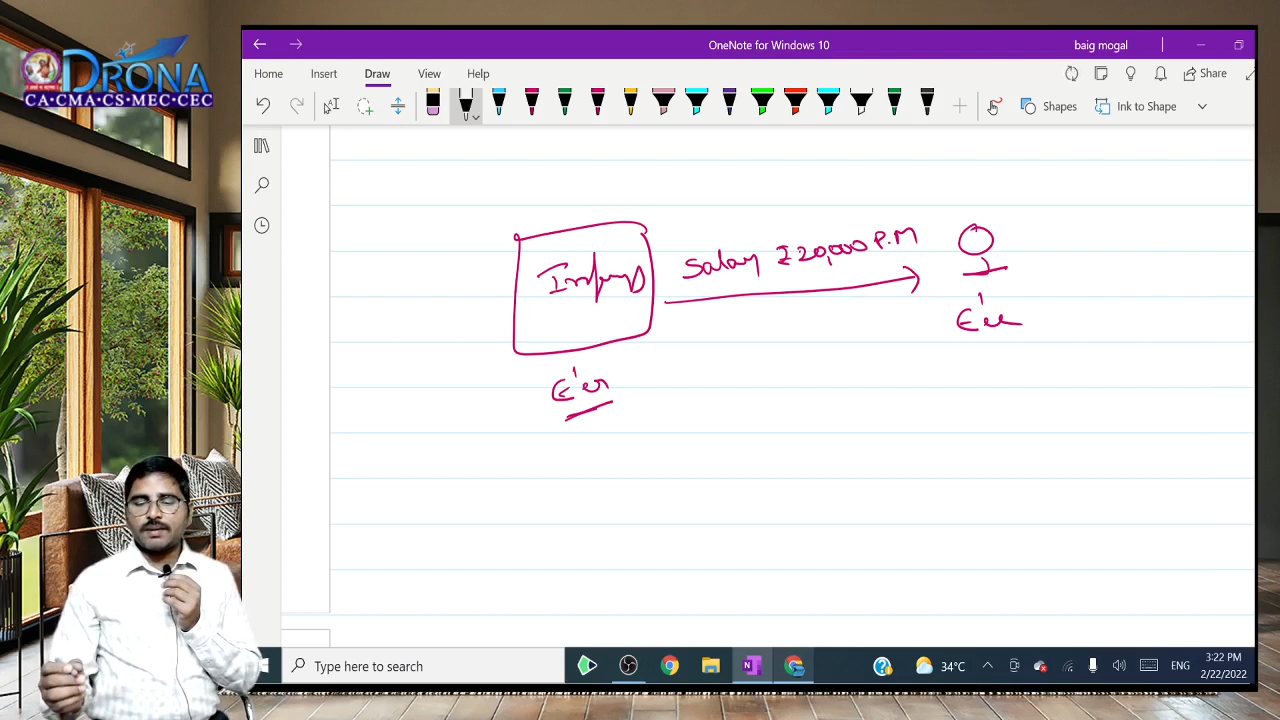 DRONA
CA•CMA•CS•MEC•CEC
OneNote for Windows 10
baig mogal
Home Insert Draw View Help
Share
Shapes
Ink to Shape
Infosys
Salary ₹20,000 P.M
E'ee
E'er
Type here to search
34°C
ENG
3:22 PM
2/22/2022